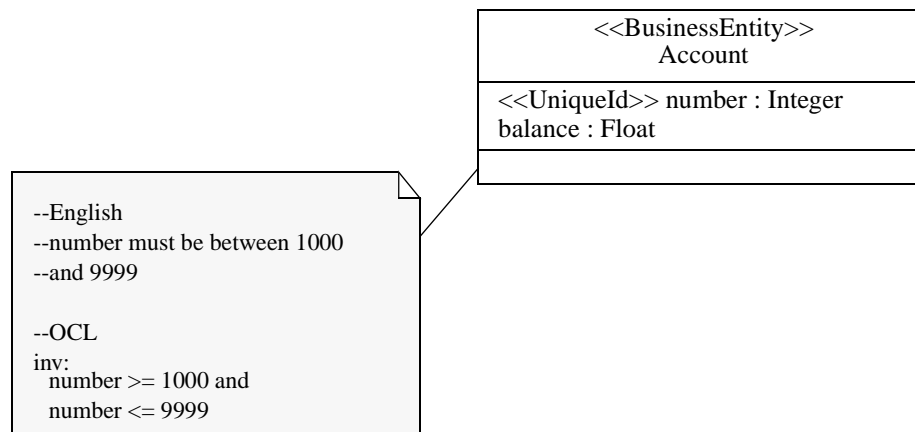 <<BusinessEntity>>
Account
<<UniqueId>> number : Integer
balance : Float
--English
--number must be between 1000
--and 9999
--OCL
inv:
number >= 1000 and
number <= 9999